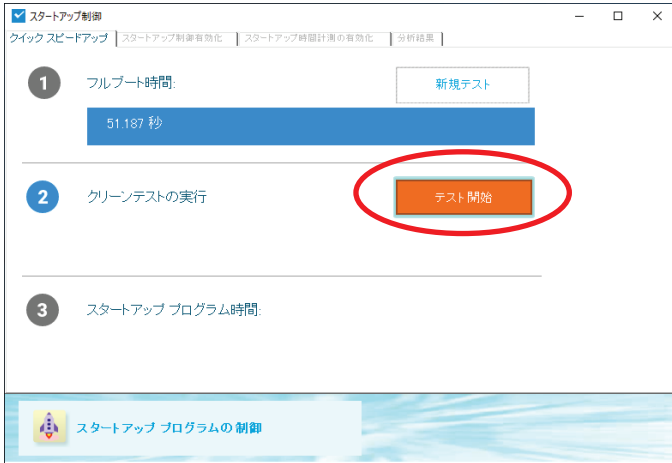 スタートアップ制御
クイック スピードアップ スタートアップ制御有効化 スタートアップ時間計測の有効化 分析結果
1 フルブート時間: 新規テスト
51.187 秒
2 クリーンテストの実行 テスト開始
3 スタートアップ プログラム時間:
スタートアップ プログラムの制御